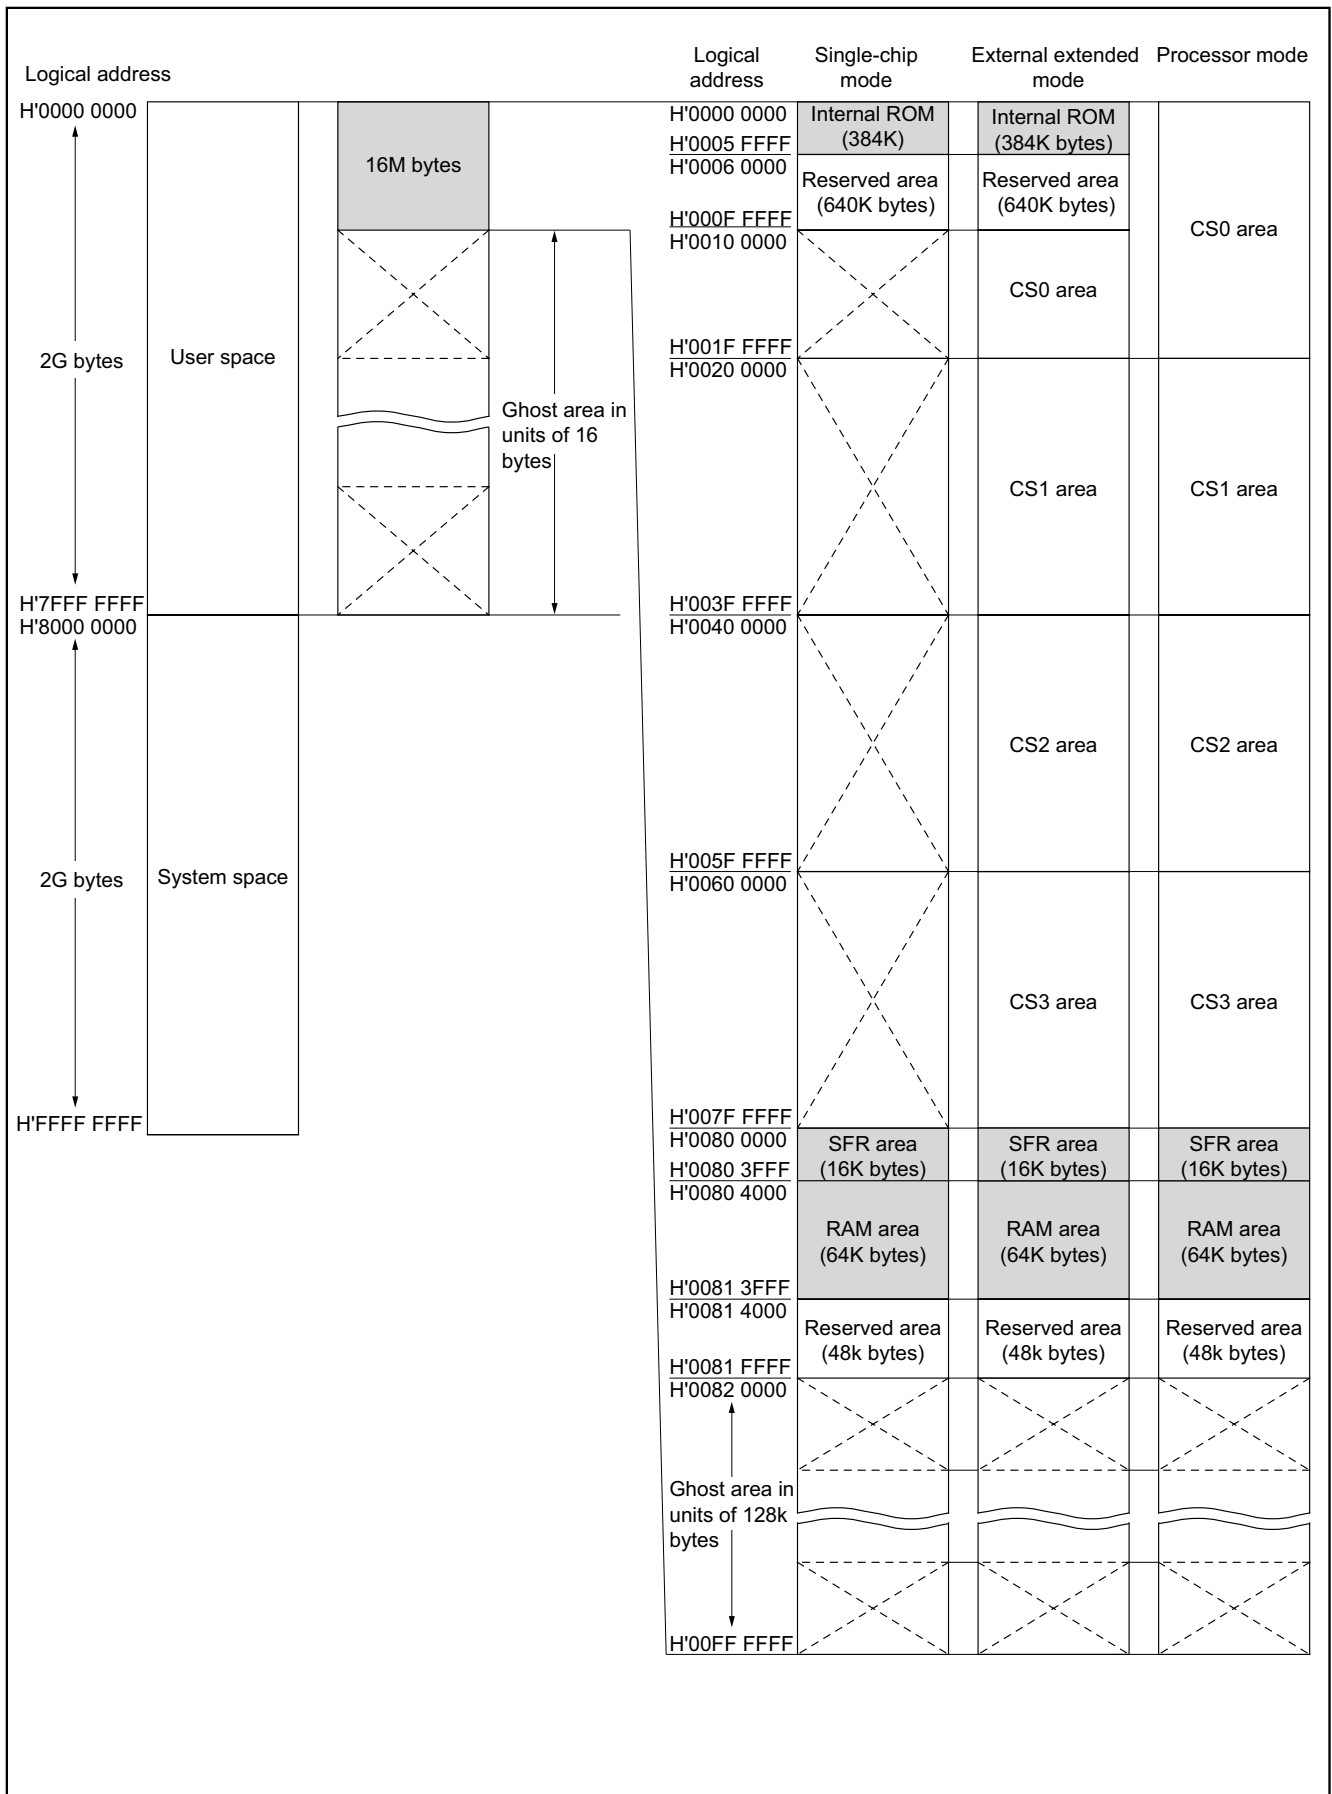 Logical address
H'0000 0000
2G bytes
H'7FFF FFFF
H'8000 0000
2G bytes
H'FFFF FFFF
User space
System space
16M bytes
Ghost area in
units of 16
bytes
Logical
address
H'0000 0000
H'0005 FFFF
H'0006 0000
H'000F FFFF
H'0010 0000
H'001F FFFF
H'0020 0000
H'003F FFFF
H'0040 0000
H'005F FFFF
H'0060 0000
H'007F FFFF
H'0080 0000
H'0080 3FFF
H'0080 4000
H'0081 3FFF
H'0081 4000
H'0081 FFFF
H'0082 0000
Ghost area in
units of 128k
bytes
H'00FF FFFF
Single-chip
mode
Internal ROM
(384K)
Reserved area
(640K bytes)
SFR area
(16K bytes)
RAM area
(64K bytes)
Reserved area
(48k bytes)
External extended
mode
Internal ROM
(384K bytes)
Reserved area
(640K bytes)
CS0 area
CS1 area
CS2 area
CS3 area
SFR area
(16K bytes)
RAM area
(64K bytes)
Reserved area
(48k bytes)
Processor mode
CS0 area
CS1 area
CS2 area
CS3 area
SFR area
(16K bytes)
RAM area
(64K bytes)
Reserved area
(48k bytes)